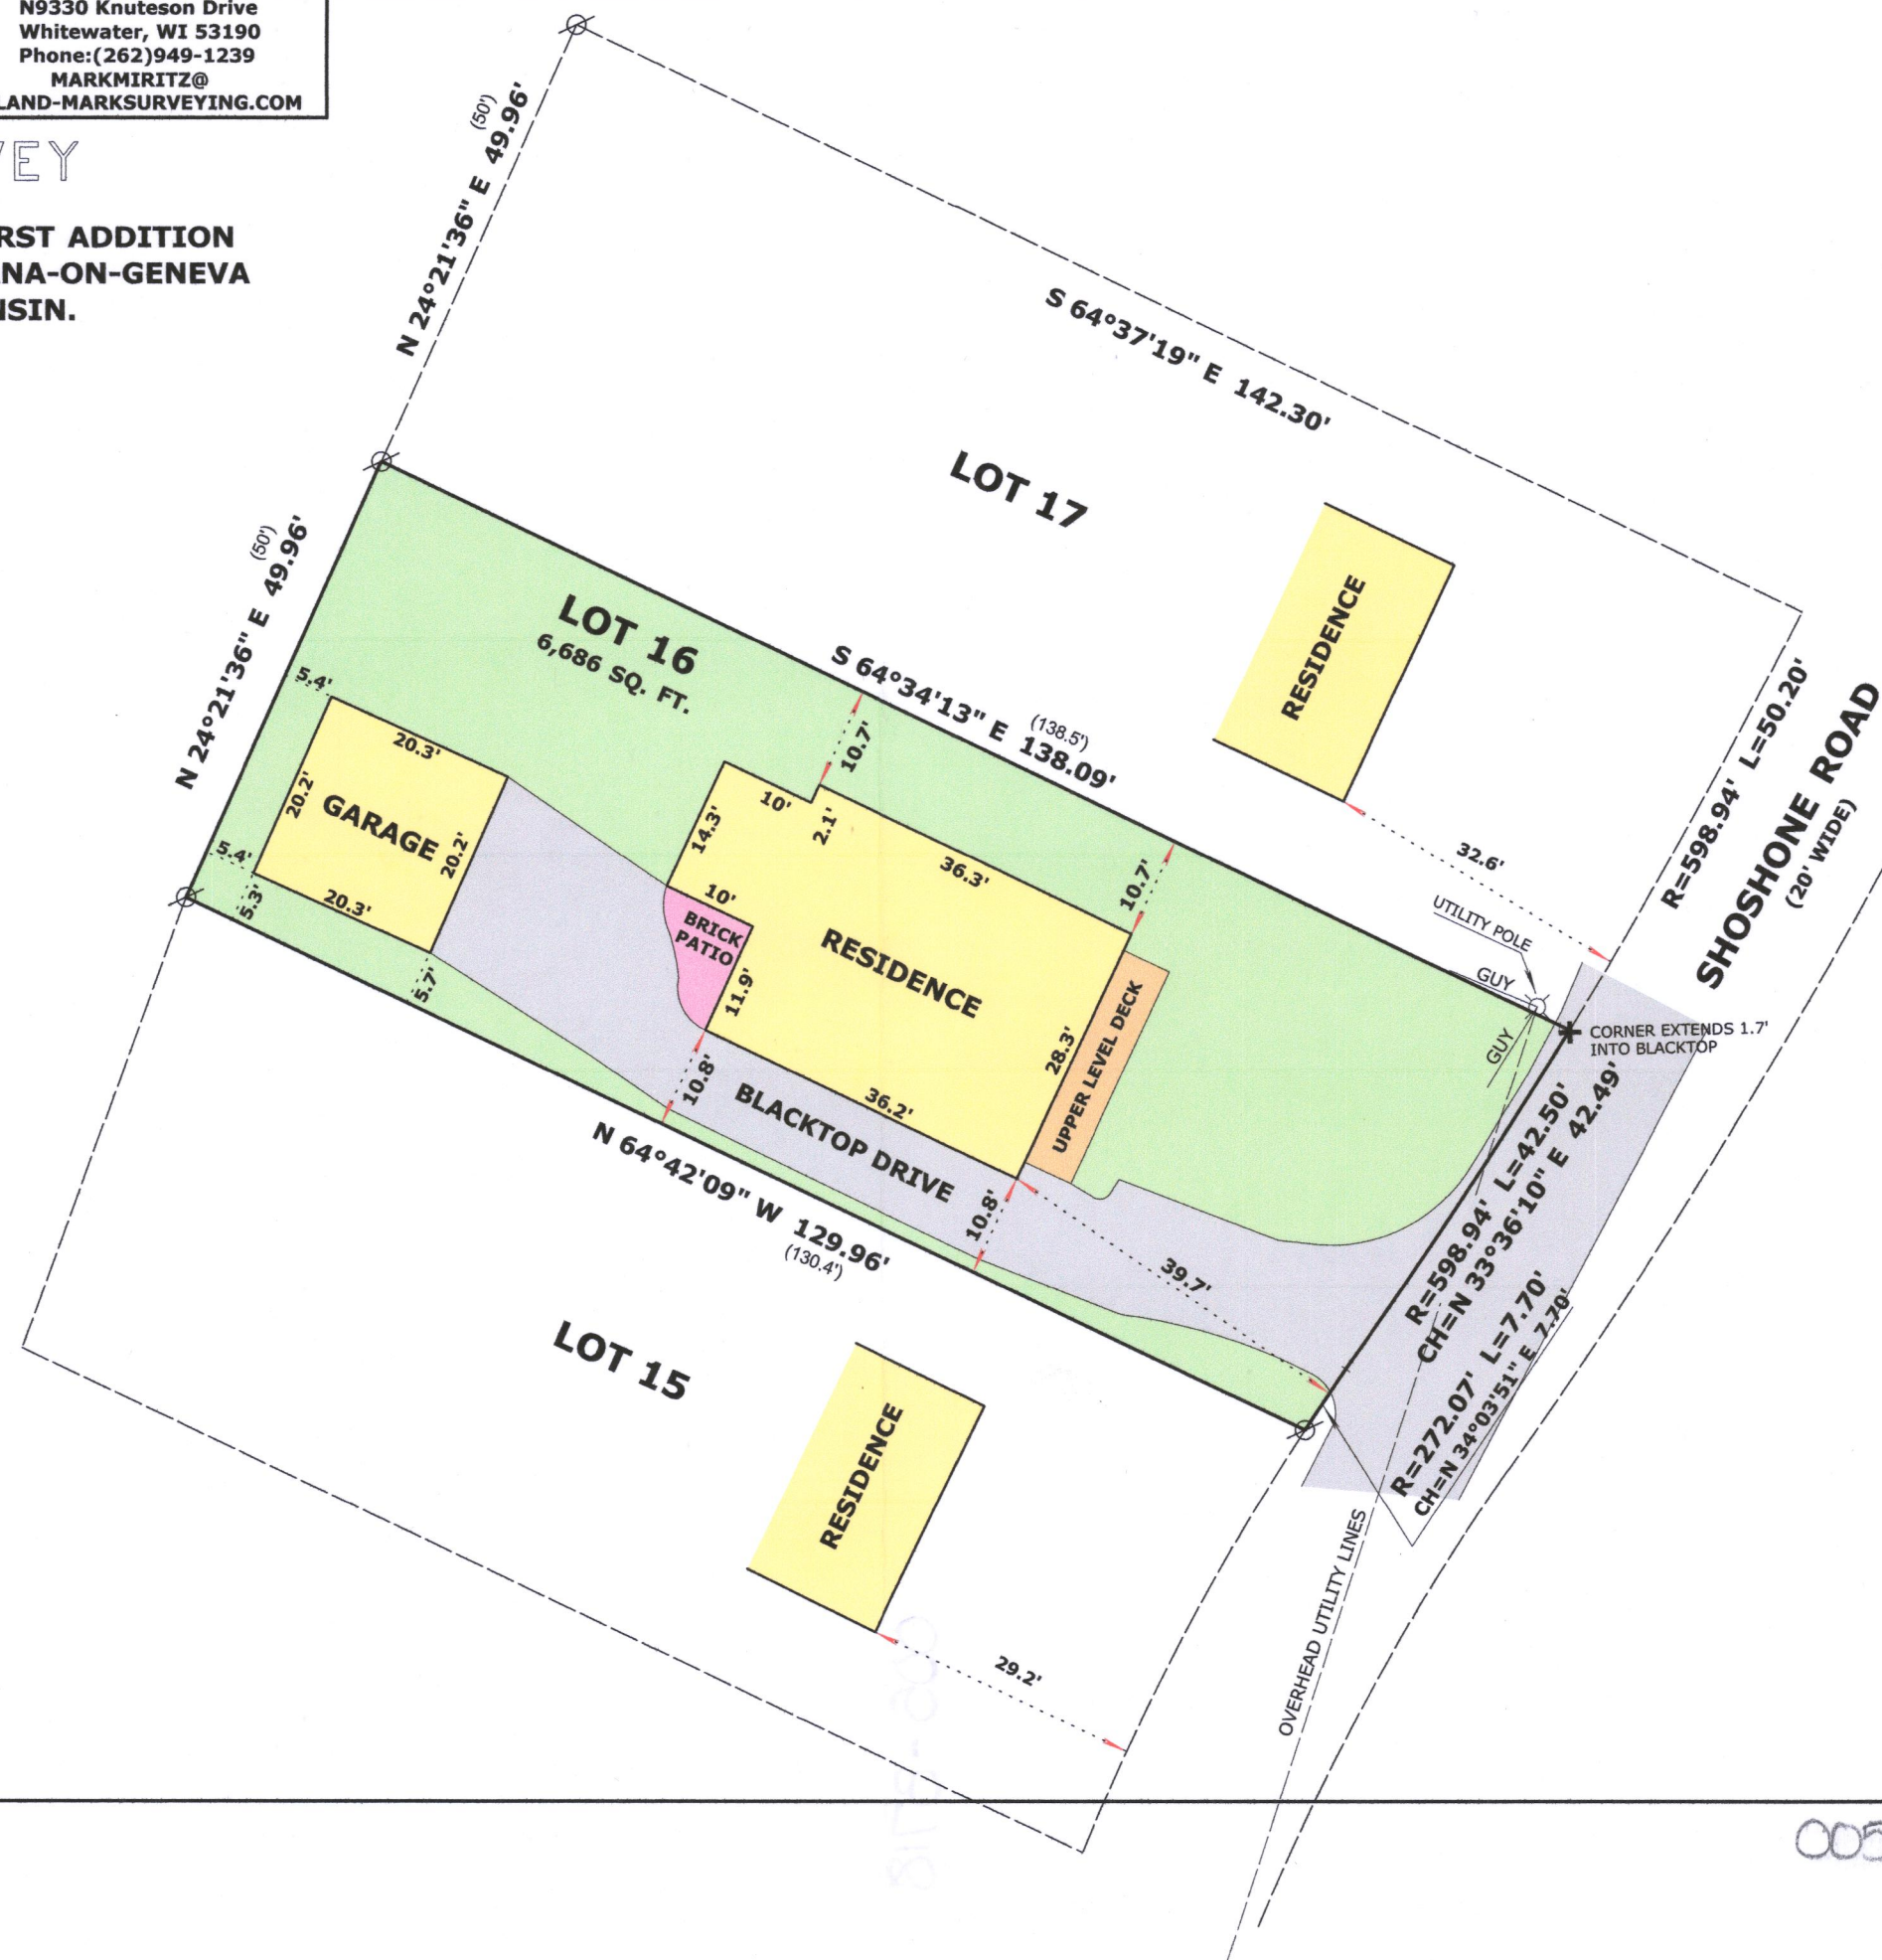 N9330 Knuteson Drive
Whitewater, WI 53190
Phone:(262)949-1239
MARKMIRITZ@
LAND-MARKSURVEYING.COM
VEY
RST ADDITION
NA-ON-GENEVA
NSIN.
(50')
N 24°21'36" E 49.96'
S 64°37'19" E 142.30'
LOT 17
RESIDENCE
(50')
N 24°21'36" E 49.96'
LOT 16
6,686 SQ. FT.
S 64°34'13" E 138.09'
(138.5')
5.4'
20.3'
20.2'
GARAGE
20.2'
5.4'
5.3'
20.3'
5.7'
10.7'
10'
2.1'
14.3'
36.3'
10.7'
10'
BRICK
PATIO
11.9'
RESIDENCE
28.3'
UPPER LEVEL DECK
36.2'
10.8'
BLACKTOP DRIVE
10.8'
39.7'
32.6'
UTILITY POLE
GUY
GUY
R=598.94' L=50.20'
SHOSHONE ROAD
(20' WIDE)
CORNER EXTENDS 1.7'
INTO BLACKTOP
R=598.94' L=42.50'
CH=N 33°36'10" E 42.49'
R=272.07' L=7.70'
CH=N 34°03'51" E 7.70'
N 64°42'09" W 129.96'
(130.4')
LOT 15
RESIDENCE
29.2'
OVERHEAD UTILITY LINES
005